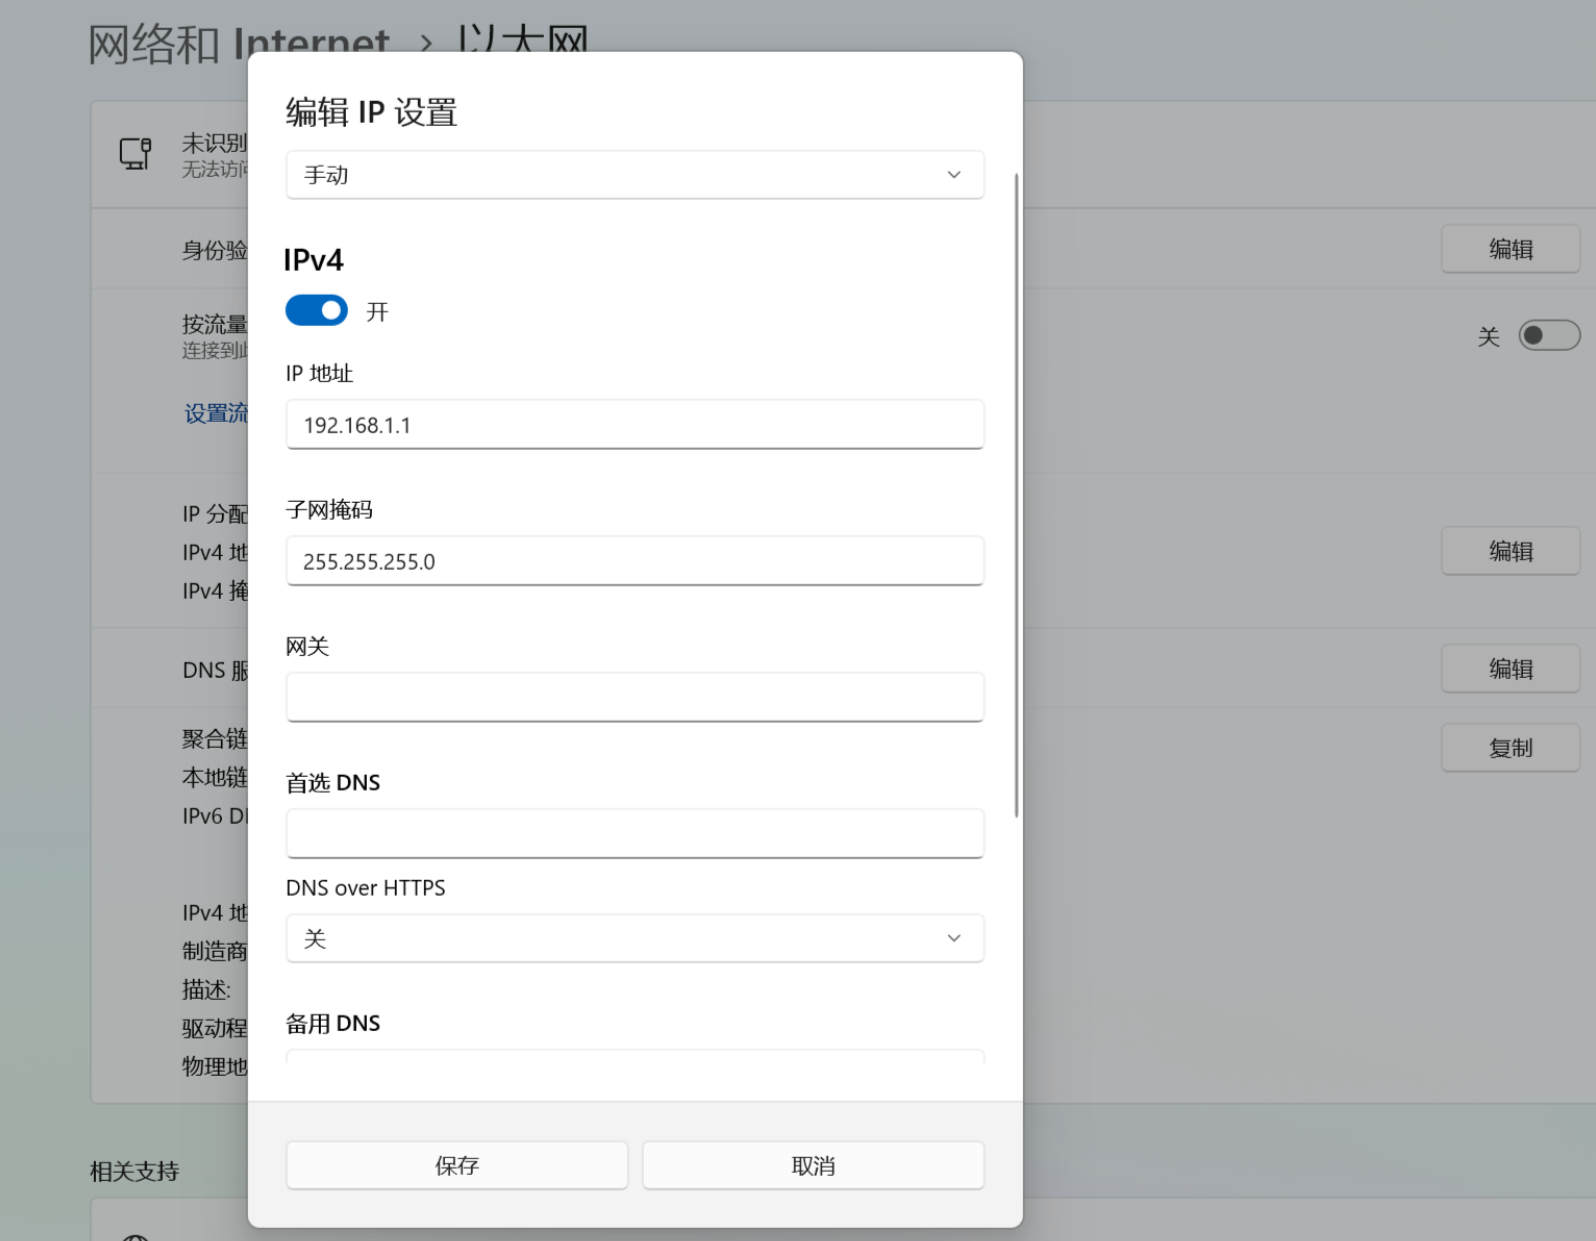 网络和 Internet › 以太网
编辑 IP 设置
手动
IPv4
开
IP 地址
192.168.1.1
子网掩码
255.255.255.0
网关
首选 DNS
DNS over HTTPS
关
备用 DNS
保存
取消
未识别
无法访问
身份验
编辑
按流量
连接到此
关
设置流
IP 分配
IPv4 地
IPv4 掩
编辑
DNS 服
编辑
聚合链
本地链
IPv6 D
复制
IPv4 地
制造商
描述:
驱动程
物理地
相关支持